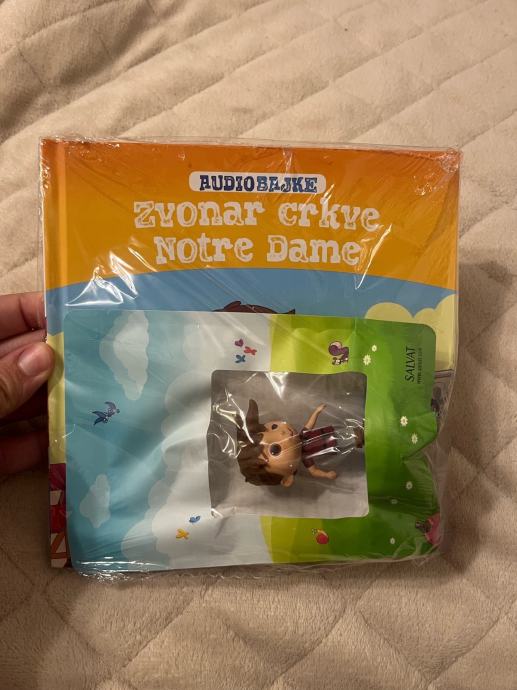 AUDIOBAJKE
Zvonar crkve
Notre Dame
SALVAT